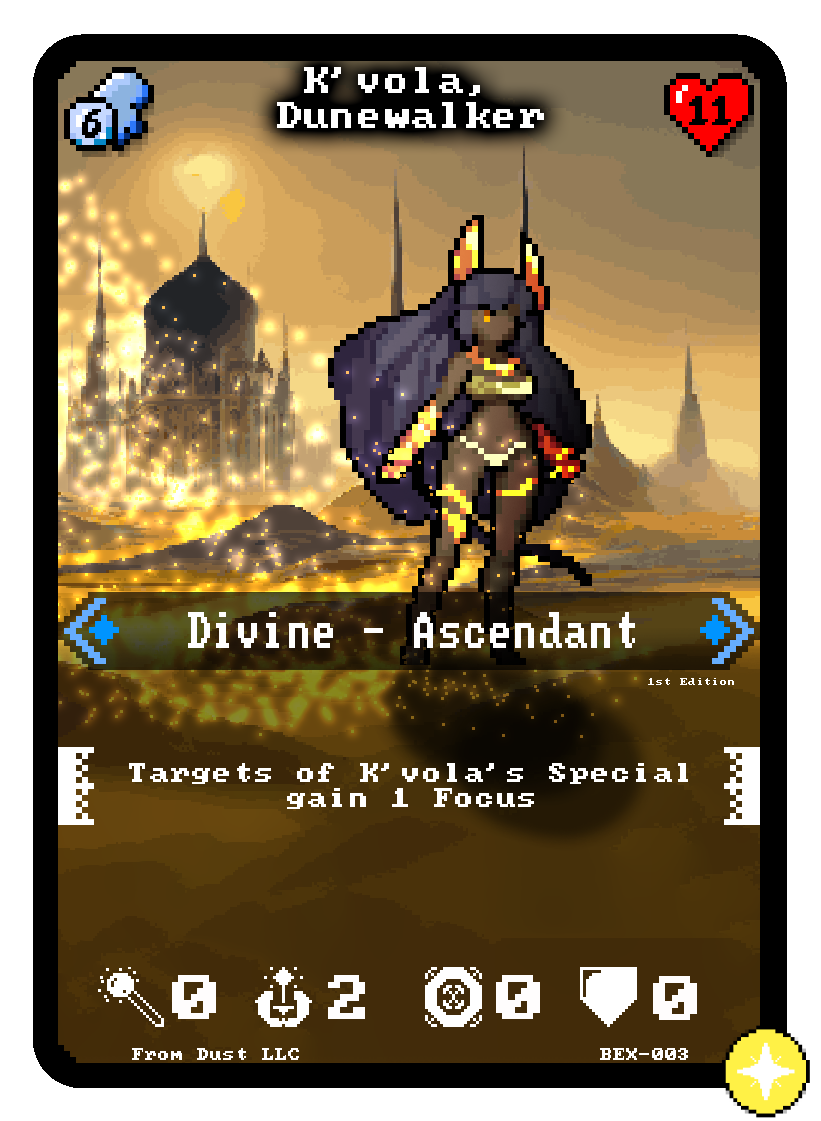 K'vola,
Dunewalker
6
11
Divine - Ascendant
1st Edition
Targets of K'vola's Special
gain 1 Focus
0 2 0 0
From Dust LLC
BEX-003